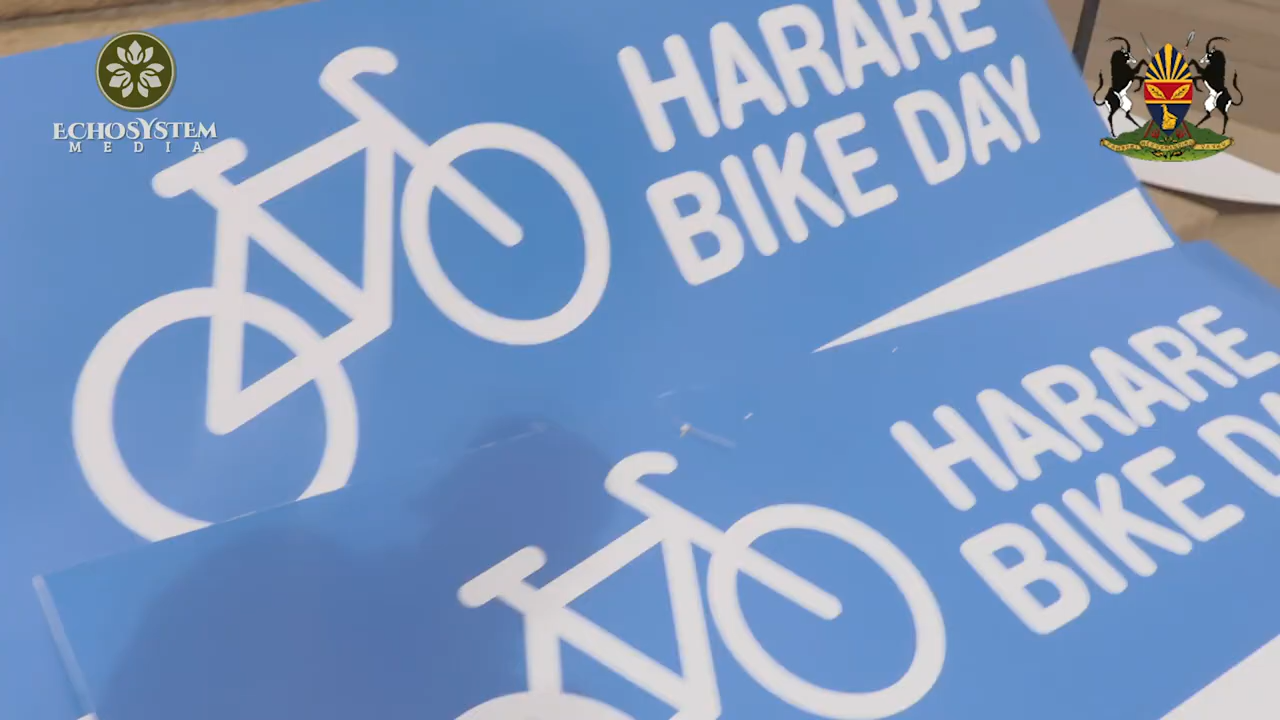 HARARE
BIKE DAY
ECHOSYSTEM
MEDIA
HARARE
BIKE